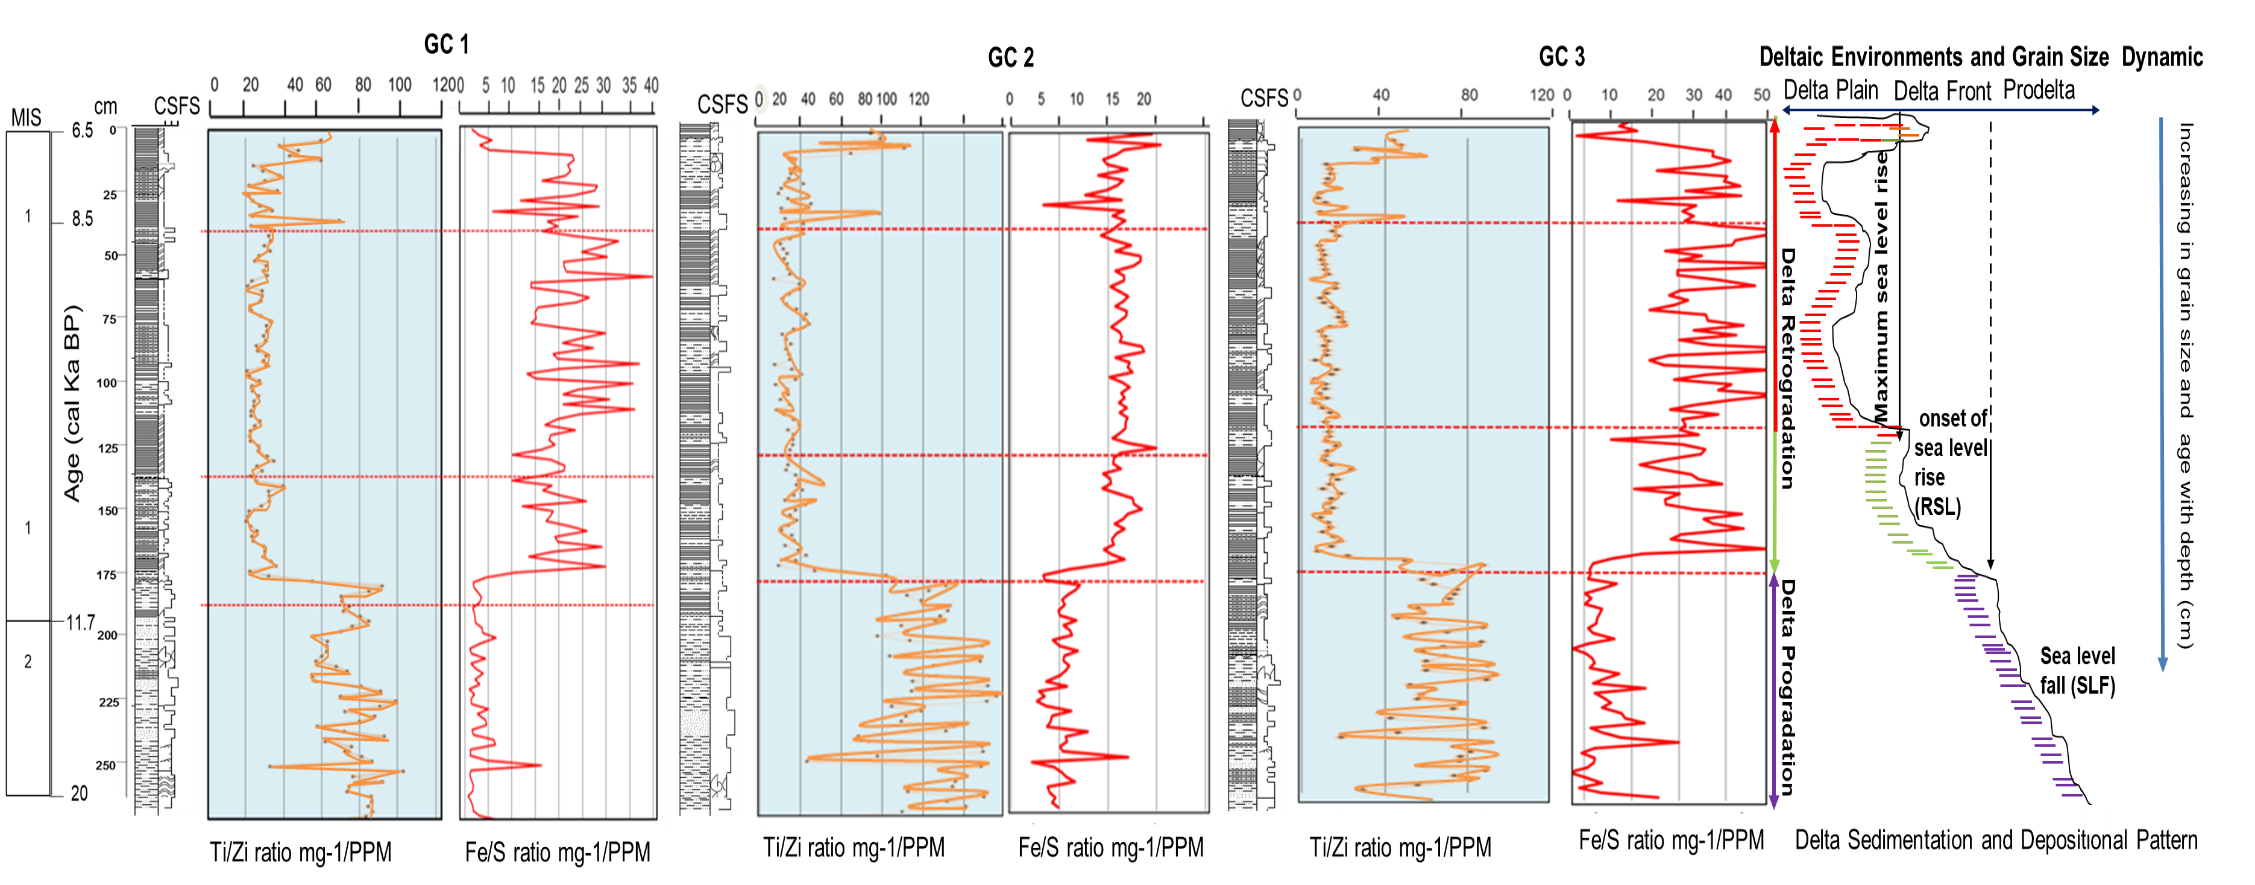 GC 1
GC 2
GC 3
Deltaic Environments and Grain Size Dynamic
Delta Plain Delta Front Prodelta
MIS
cm
CSFS
0 20 40 60 80 100 1200
5 10 15 20 25 30 35 40
CSFS
0 20 40 60 80 100 120
0 5 10 15 20
CSFS
0 40 80 120
0 10 20 30 40 50
6.5
8.5
11.7
20
1
1
2
Age (cal Ka BP)
0
25
50
75
100
125
150
175
200
225
250
Delta Retrogradation
Delta Progradation
Maximum sea level rise
onset of
sea level
rise
(RSL)
Sea level
fall (SLF)
Increasing in grain size and age with depth (cm)
Ti/Zi ratio mg-1/PPM
Fe/S ratio mg-1/PPM
Ti/Zi ratio mg-1/PPM
Fe/S ratio mg-1/PPM
Ti/Zi ratio mg-1/PPM
Fe/S ratio mg-1/PPM
Delta Sedimentation and Depositional Pattern